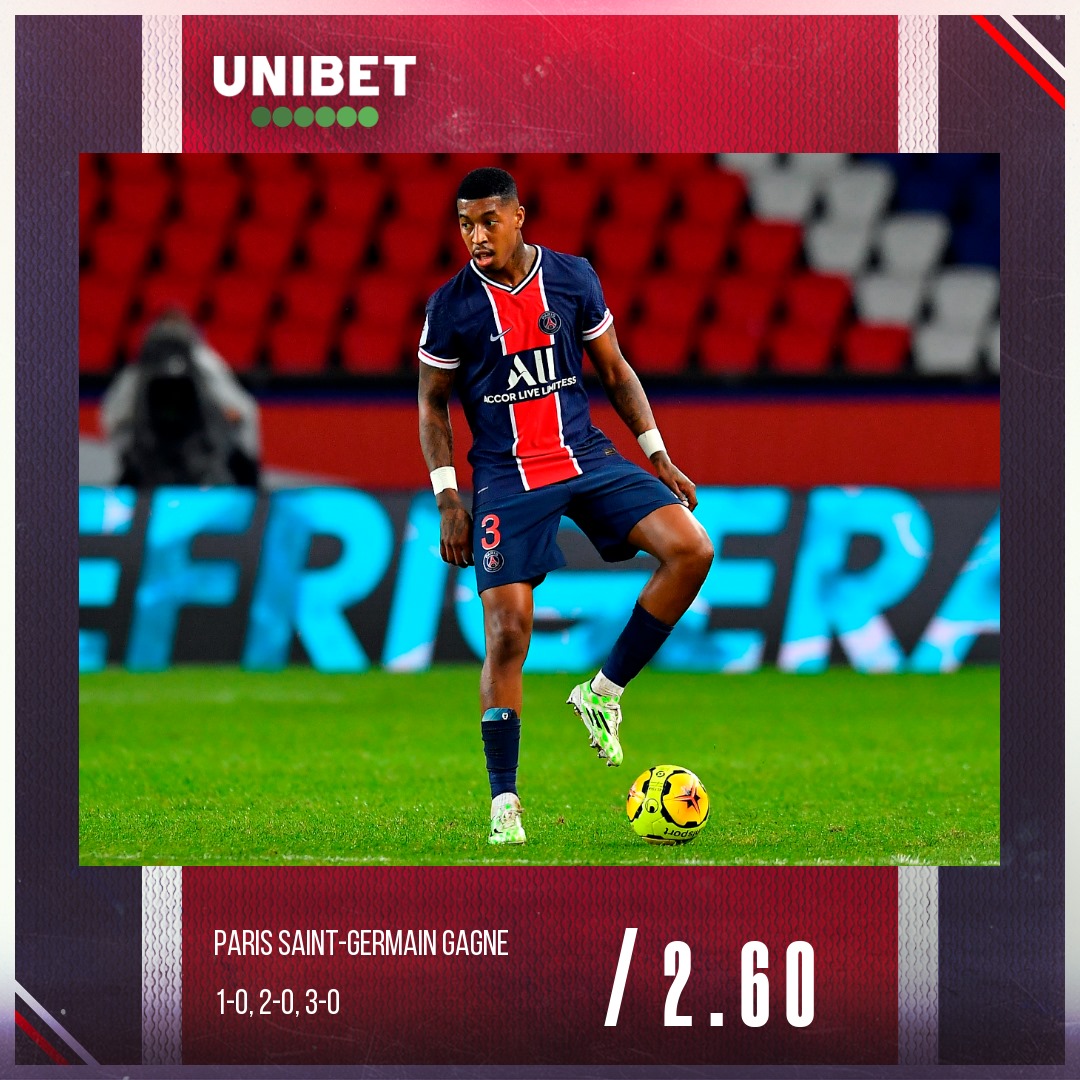 UNIBET
ALL
ACCOR LIVE LIMITLESS
3
EFRIGERA
PARIS SAINT-GERMAIN GAGNE
1-0, 2-0, 3-0
/ 2.60